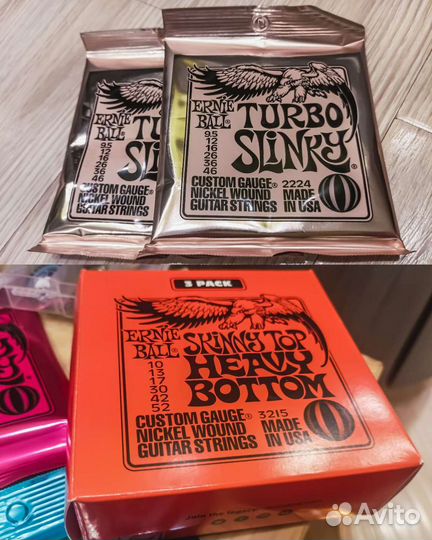 ERNIE
BALL®
9.5
12
16
26
36
46
TURBO
SLINKY
CUSTOM GAUGE®
NICKEL WOUND
GUITAR STRINGS
ERNIE
BALL®
9.5
12
16
26
36
46
TURBO
SLINKY®
CUSTOM GAUGE® 2224
NICKEL WOUND MADE
GUITAR STRINGS IN USA
3 PACK
ERNIE
BALL®
10
13
17
30
42
52
SKINNY TOP
HEAVY
BOTTOM
CUSTOM GAUGE® 3215
NICKEL WOUND MADE
GUITAR STRINGS IN USA
Join the legacy
Avito